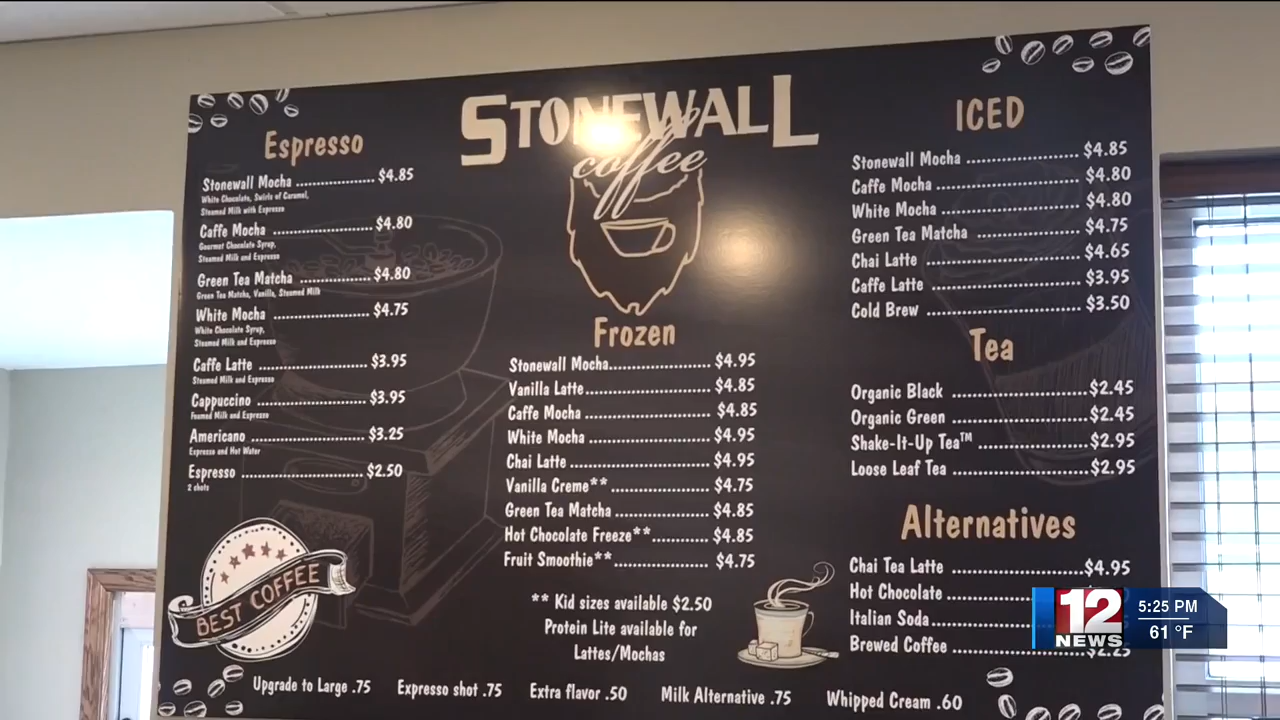 STONEWALL
coffee
Espresso
Stonewall Mocha .................. $4.85
White Chocolate, Swirls of Caramel,
Steamed Milk with Espresso
Caffe Mocha ........................ $4.80
Gourmet Chocolate Syrup,
Steamed Milk and Espresso
Green Tea Matcha ................ $4.80
Green Tea Matcha, Vanilla, Steamed Milk
White Mocha ...................... $4.75
White Chocolate Syrup,
Steamed Milk and Espresso
Caffe Latte ......................... $3.95
Steamed Milk and Espresso
Cappuccino ......................... $3.95
Foamed Milk and Espresso
Americano .......................... $3.25
Espresso and Hot Water
Espresso ............................ $2.50
2 shots
BEST COFFEE
Frozen
Stonewall Mocha....................... $4.95
Vanilla Latte............................ $4.85
Caffe Mocha ........................... $4.85
White Mocha .......................... $4.95
Chai Latte .............................. $4.95
Vanilla Creme**...................... $4.75
Green Tea Matcha .................... $4.85
Hot Chocolate Freeze**............ $4.85
Fruit Smoothie**..................... $4.75
** Kid sizes available $2.50
Protein Lite available for
Lattes/Mochas
ICED
Stonewall Mocha ......................... $4.85
Caffe Mocha .............................. $4.80
White Mocha .............................. $4.80
Green Tea Matcha ....................... $4.75
Chai Latte ................................. $4.65
Caffe Latte ................................ $3.95
Cold Brew .................................. $3.50
Tea
Organic Black .............................$2.45
Organic Green .............................$2.45
Shake-It-Up Tea™ .......................$2.95
Loose Leaf Tea ............................$2.95
Alternatives
Chai Tea Latte ...........................$4.95
Hot Chocolate
Italian Soda
Brewed Coffee ...........................$2.25
Upgrade to Large .75 Espresso shot .75 Extra flavor .50 Milk Alternative .75 Whipped Cream .60
12
NEWS
5:25 PM
61 °F